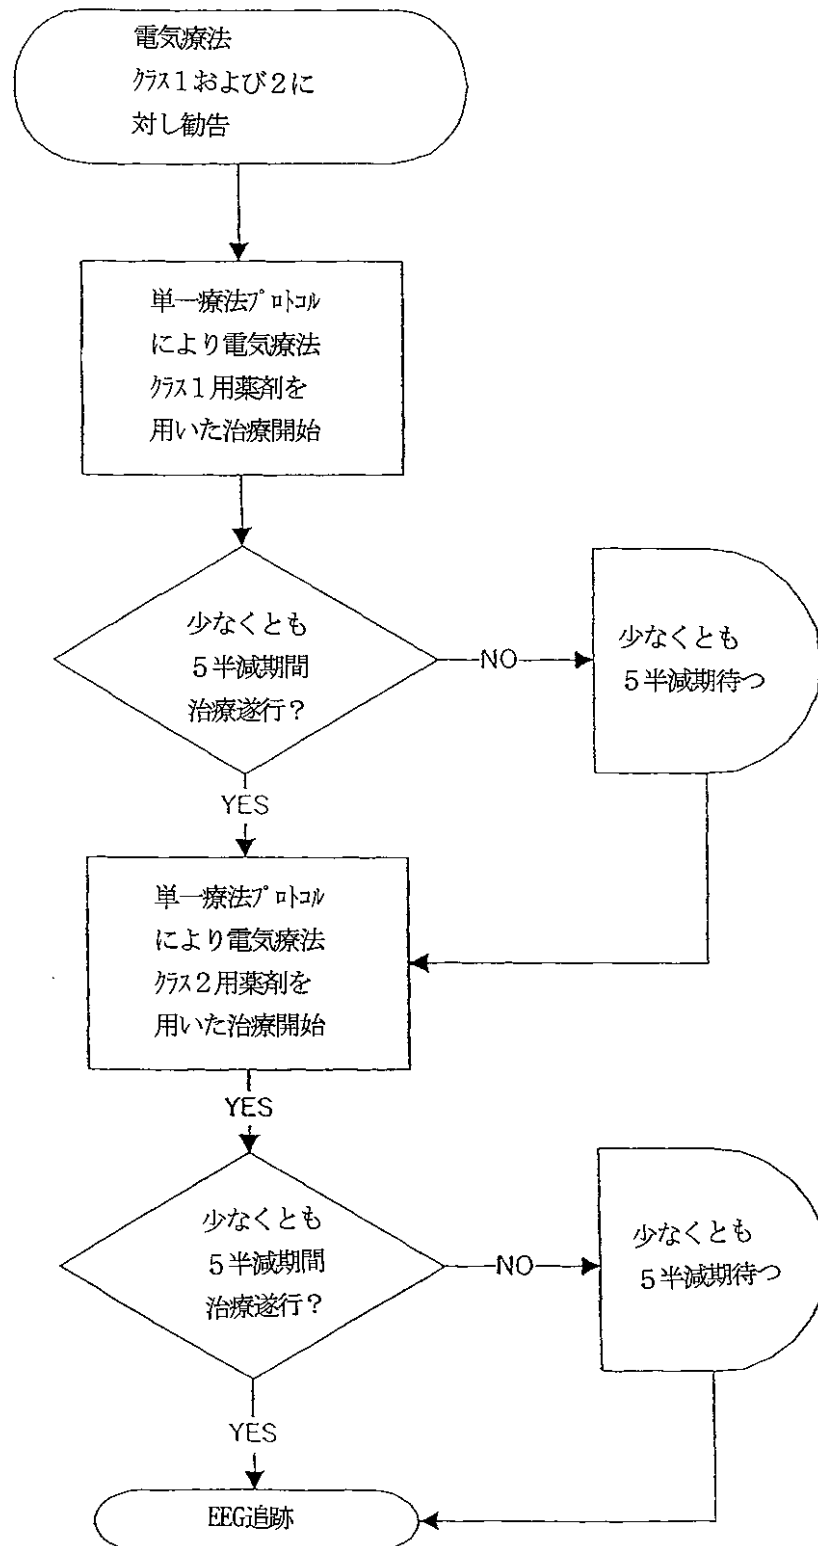 電気療法
ｸﾗｽ１および２に
対し勧告
単一療法ﾌﾟﾛﾄｺﾙ
により電気療法
ｸﾗｽ１用薬剤を
用いた治療開始
少なくとも
５半減期間
治療遂行？
NO
少なくとも
５半減期待つ
YES
単一療法ﾌﾟﾛﾄｺﾙ
により電気療法
ｸﾗｽ２用薬剤を
用いた治療開始
YES
少なくとも
５半減期間
治療遂行？
NO
少なくとも
５半減期待つ
YES
EEG追跡